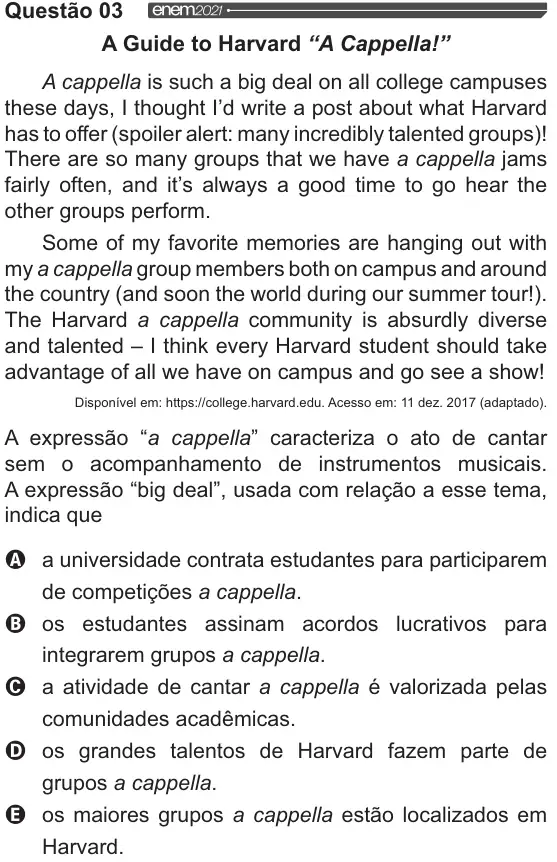 Questão 03 enem2021
A Guide to Harvard “A Cappella!”
A cappella is such a big deal on all college campuses
these days, I thought I’d write a post about what Harvard
has to offer (spoiler alert: many incredibly talented groups)!
There are so many groups that we have a cappella jams
fairly often, and it’s always a good time to go hear the
other groups perform.
Some of my favorite memories are hanging out with
my a cappella group members both on campus and around
the country (and soon the world during our summer tour!).
The Harvard a cappella community is absurdly diverse
and talented – I think every Harvard student should take
advantage of all we have on campus and go see a show!
Disponível em: https://college.harvard.edu. Acesso em: 11 dez. 2017 (adaptado).
A expressão “a cappella” caracteriza o ato de cantar
sem o acompanhamento de instrumentos musicais.
A expressão “big deal”, usada com relação a esse tema,
indica que
A a universidade contrata estudantes para participarem
de competições a cappella.
B os estudantes assinam acordos lucrativos para
integrarem grupos a cappella.
C a atividade de cantar a cappella é valorizada pelas
comunidades acadêmicas.
D os grandes talentos de Harvard fazem parte de
grupos a cappella.
E os maiores grupos a cappella estão localizados em
Harvard.